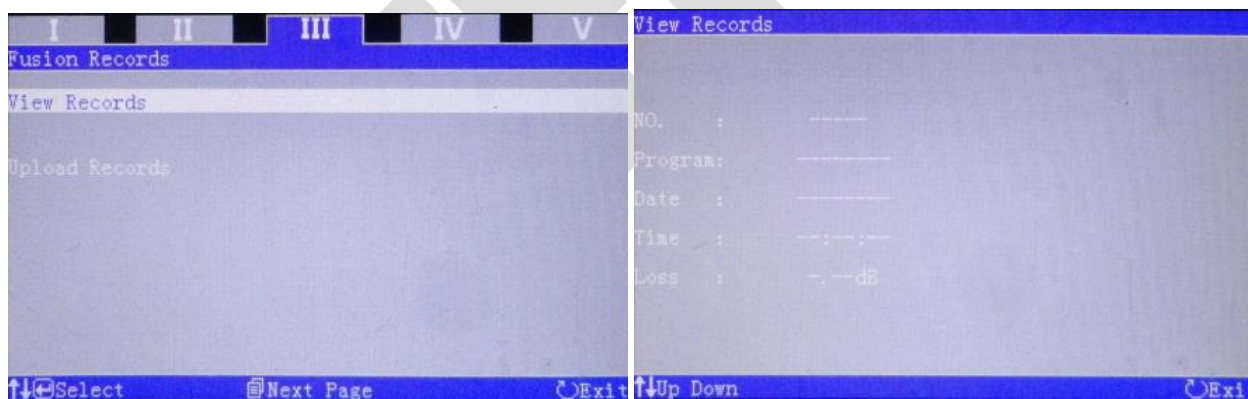 I II III IV V
Fusion Records
View Records
Upload Records
↑↓Select Next Page Exit
View Records
NO. : -----
Program: --------
Date : --------
Time : --:--:--
Loss : -.--dB
↑↓Up Down Exi